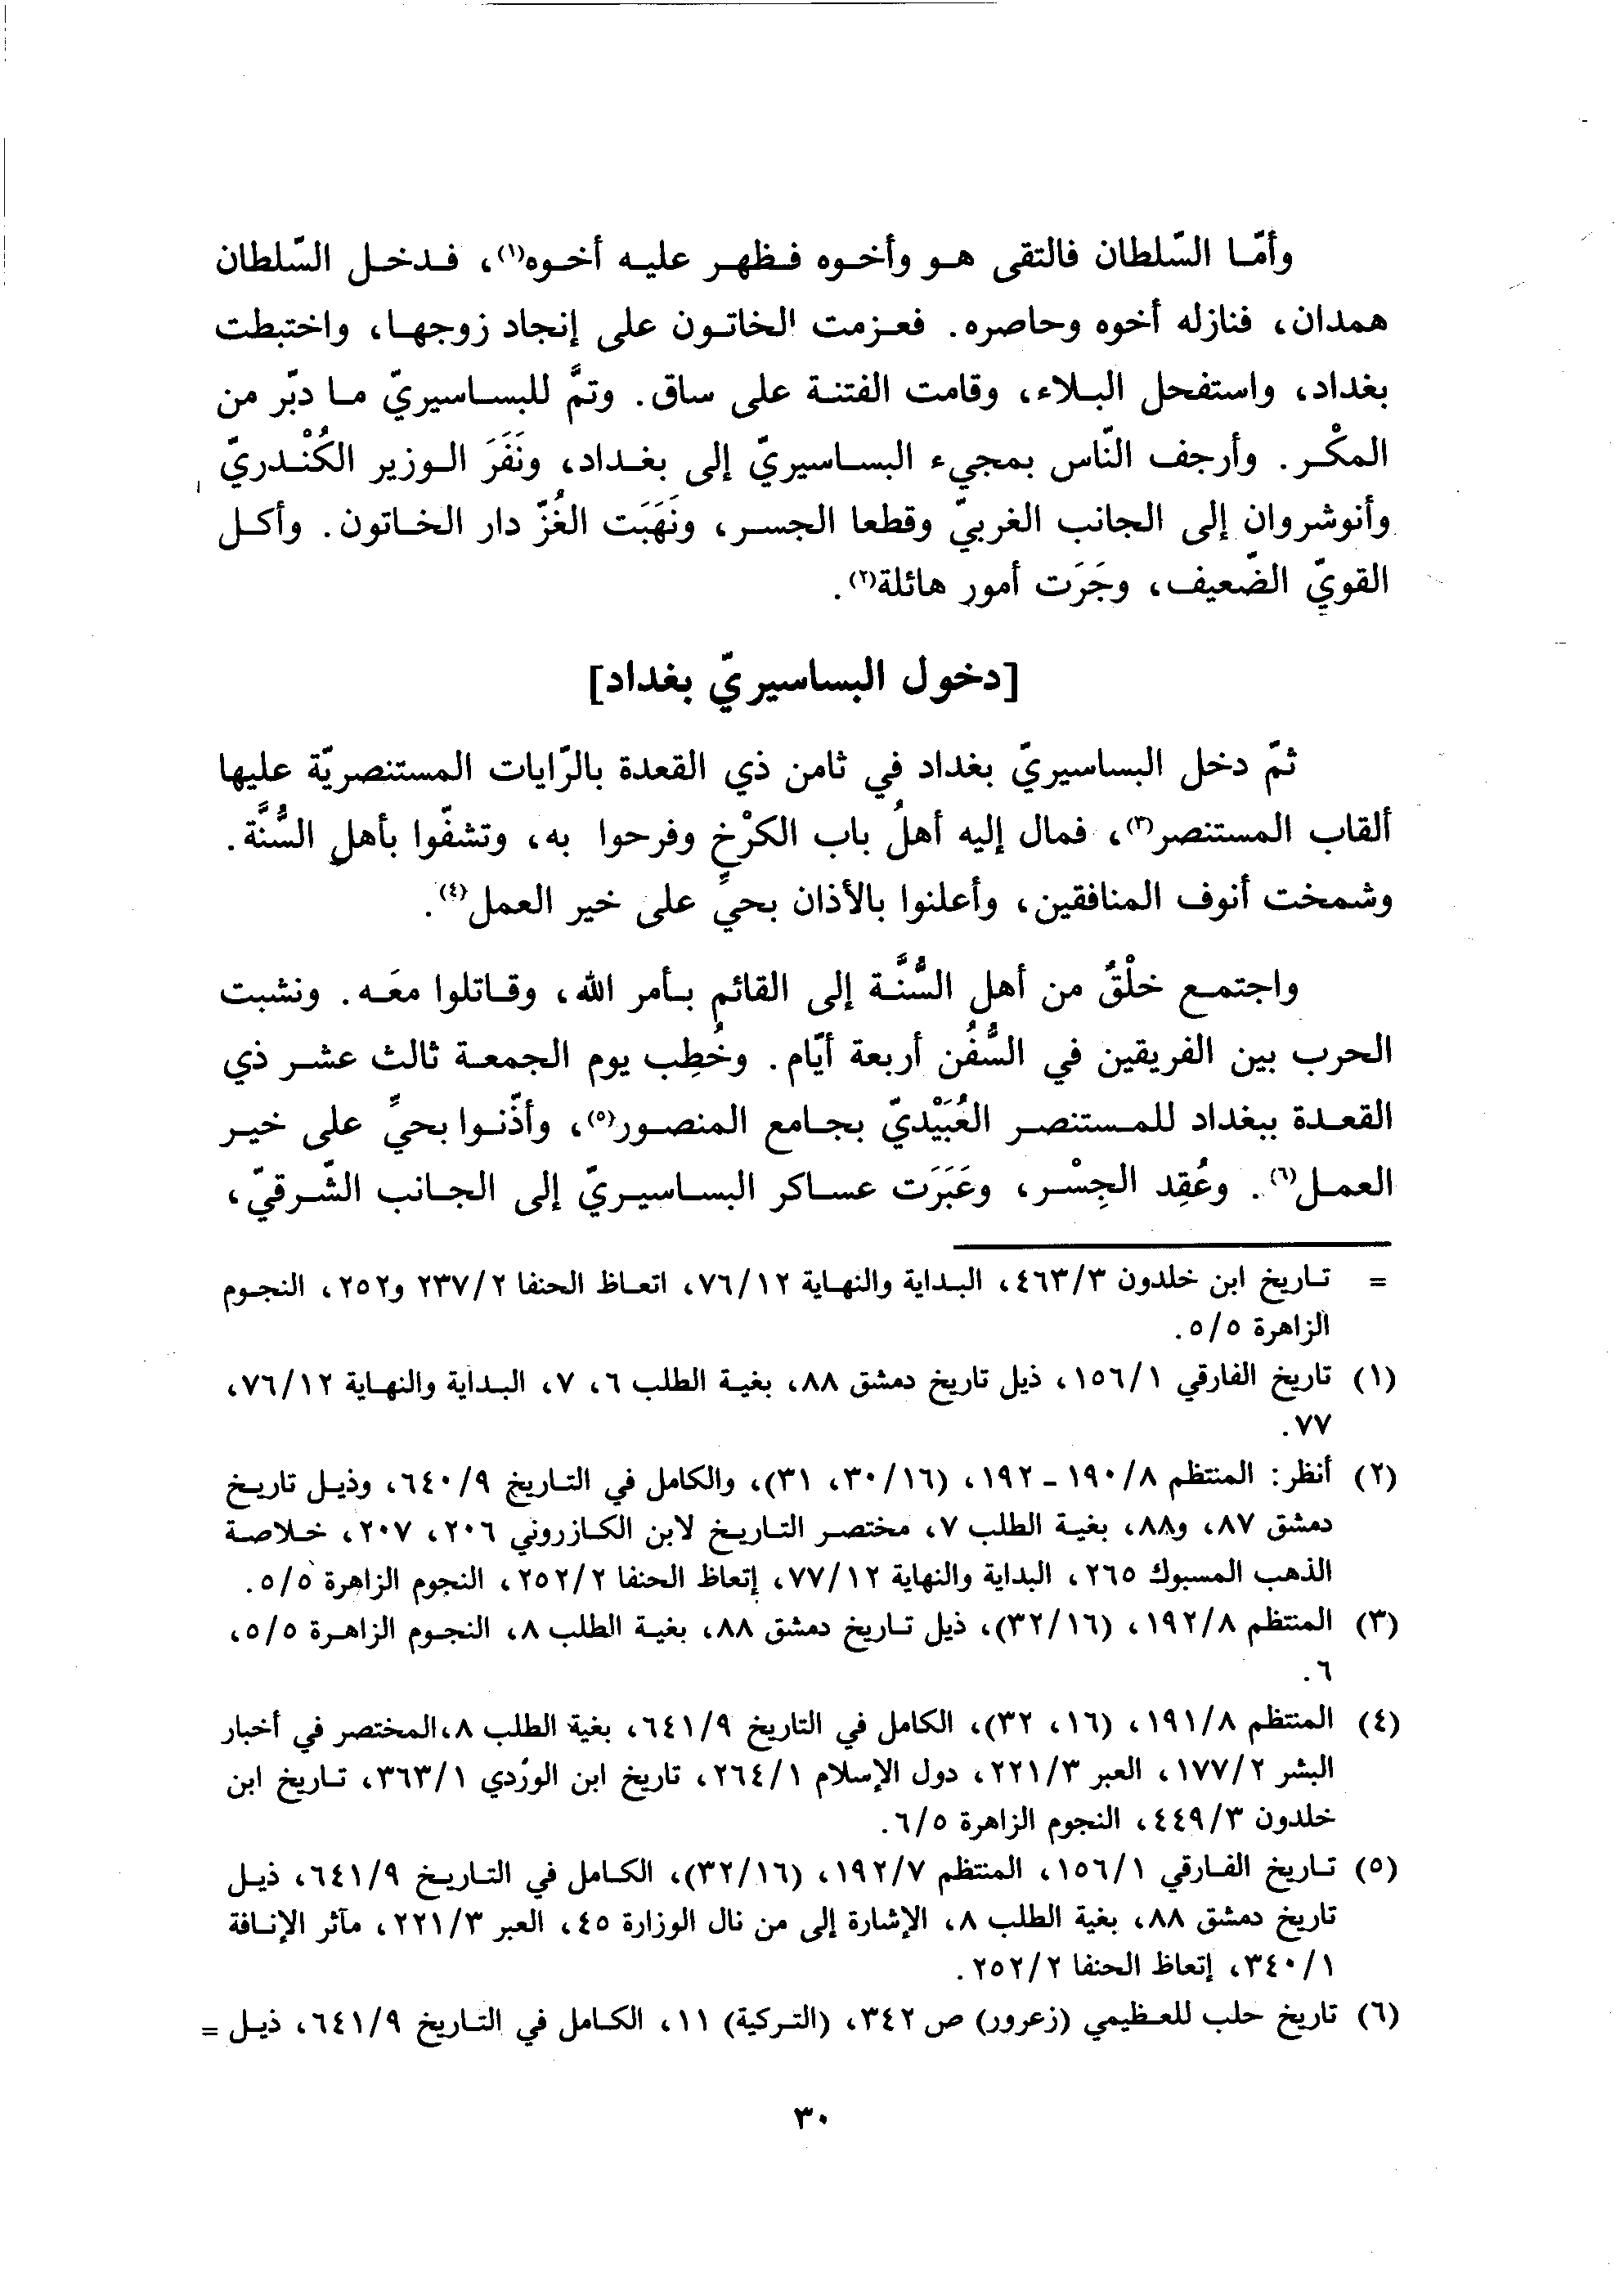 وأمّا السّلطان فالتقى هو وأخوه فظهر عليه أخوه(١)، فدخل السّلطان
همدان، فنازله أخوه وحاصره. فعزمت الخاتون على إنجاد زوجها، واختبطت
بغداد، واستفحل البلاء، وقامت الفتنة على ساق. وتمَّ للبساسيريّ ما دبّر من
المكْر. وأرجف النّاس بمجيء البساسيريّ إلى بغداد، ونَفَرَ الوزير الكُنْدريّ
وأنوشروان إلى الجانب الغربيّ وقطعا الجسر، ونَهَبَت الغُزّ دار الخاتون. وأكل
القويّ الضّعيف، وجَرَت أمور هائلة(٢).
[دخول البساسيريّ بغداد]
ثمّ دخل البساسيريّ بغداد في ثامن ذي القعدة بالرّايات المستنصريّة عليها
ألقاب المستنصر(٣)، فمال إليه أهلُ باب الكرْخ وفرحوا به، وتشفّوا بأهل السُّنَّة.
وشمخت أنوف المنافقين، وأعلنوا بالأذان بحيّ على خير العمل(٤).
واجتمع خلْقٌ من أهل السُّنَّة إلى القائم بأمر الله، وقاتلوا معَه. ونشبت
الحرب بين الفريقين في السُّفُن أربعة أيّام. وخُطِب يوم الجمعة ثالث عشر ذي
القعدة ببغداد للمستنصر العُبَيْديّ بجامع المنصور(٥)، وأذّنوا بحيِّ على خير
العمل(٦). وعُقِد الجِسْر، وعَبَرَت عساكر البساسيريّ إلى الجانب الشّرقيّ،
= تاريخ ابن خلدون ٤٦٣/٣، البداية والنهاية ٧٦/١٢، اتعاظ الحنفا ٢٣٧/٢ و٢٥٢، النجوم
الزاهرة ٥/٥.
(١) تاريخ الفارقي ١٥٦/١، ذيل تاريخ دمشق ٨٨، بغية الطلب ٦، ٧، البداية والنهاية ٧٦/١٢،
٧٧.
(٢) أنظر: المنتظم ١٩٠/٨ - ١٩٢، (٣٠/١٦، ٣١)، والكامل في التاريخ ٦٤٠/٩، وذيل تاريخ
دمشق ٨٧، و٨٨، بغية الطلب ٧، مختصر التاريخ لابن الكازروني ٢٠٦، ٢٠٧، خلاصة
الذهب المسبوك ٢٦٥، البداية والنهاية ٧٧/١٢، إتعاظ الحنفا ٢٥٢/٢، النجوم الزاهرة ٥/٥.
(٣) المنتظم ١٩٢/٨، (٣٢/١٦)، ذيل تاريخ دمشق ٨٨، بغية الطلب ٨، النجوم الزاهرة ٥/٥،
٦.
(٤) المنتظم ١٩١/٨، (١٦، ٣٢)، الكامل في التاريخ ٦٤١/٩، بغية الطلب ٨،المختصر في أخبار
البشر ١٧٧/٢، العبر ٢٢١/٣، دول الإسلام ٢٦٤/١، تاريخ ابن الورْدي ٣٦٣/١، تاريخ ابن
خلدون ٤٤٩/٣، النجوم الزاهرة ٦/٥.
(٥) تاريخ الفارقي ١٥٦/١، المنتظم ١٩٢/٧، (٣٢/١٦)، الكامل في التاريخ ٦٤١/٩، ذيل
تاريخ دمشق ٨٨، بغية الطلب ٨، الإشارة إلى من نال الوزارة ٤٥، العبر ٢٢١/٣، مآثر الإنافة
٣٤٠/١، إتعاظ الحنفا ٢٥٢/٢.
(٦) تاريخ حلب للعظيمي (زعرور) ص ٣٤٢، (التركية) ١١، الكامل في التاريخ ٦٤١/٩، ذيل =
٣٠